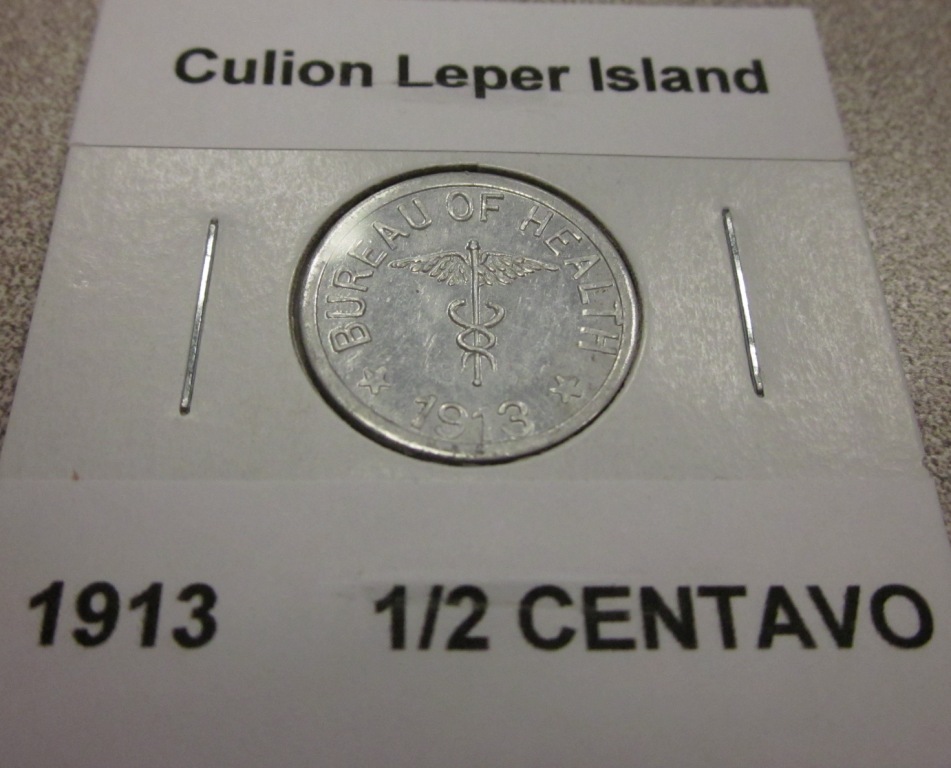 Culion Leper Island
BUREAU OF HEALTH
1913
1913 1/2 CENTAVO